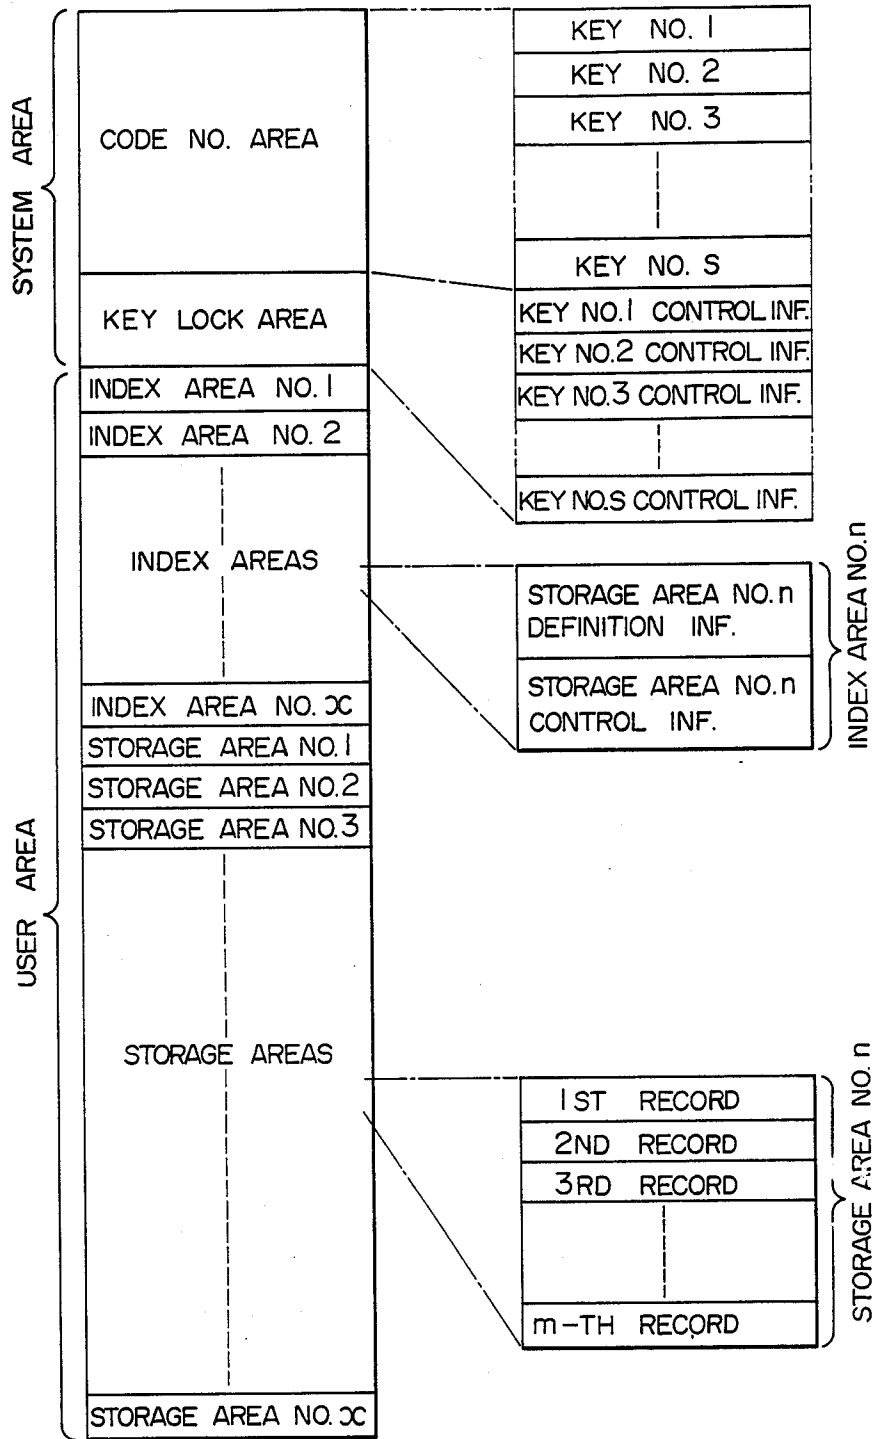 SYSTEM AREA
CODE NO. AREA
KEY LOCK AREA
USER AREA
INDEX AREA NO.1
INDEX AREA NO. 2
INDEX AREAS
INDEX AREA NO. x
STORAGE AREA NO.1
STORAGE AREA NO.2
STORAGE AREA NO.3
STORAGE AREAS
STORAGE AREA NO. x
KEY NO. 1
KEY NO. 2
KEY NO. 3
KEY NO. S
KEY NO.1 CONTROL INF.
KEY NO.2 CONTROL INF.
KEY NO.3 CONTROL INF.
KEY NO.S CONTROL INF.
STORAGE AREA NO.n
DEFINITION INF.
STORAGE AREA NO.n
CONTROL INF.
INDEX AREA NO.n
1ST RECORD
2ND RECORD
3RD RECORD
m-TH RECORD
STORAGE AREA NO. n